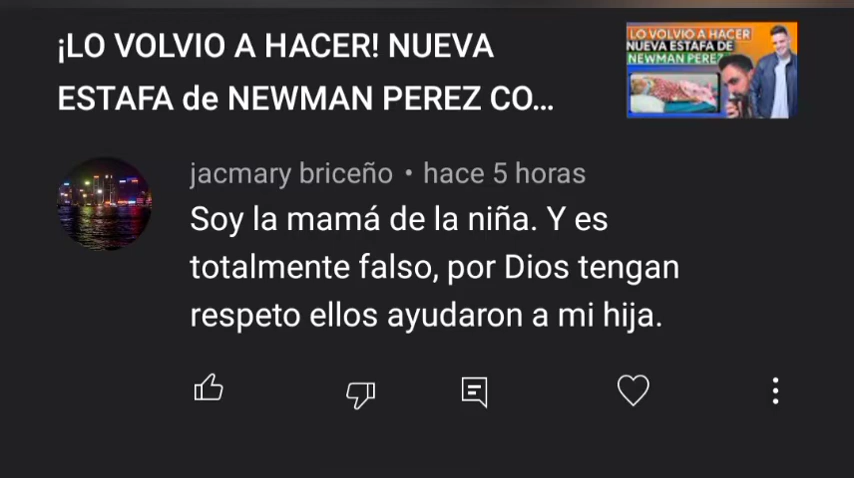 ¡LO VOLVIO A HACER! NUEVA
ESTAFA de NEWMAN PEREZ CO...
LO VOLVIO A HACER
NUEVA ESTAFA DE
NEWMAN PEREZ
jacmary briceño • hace 5 horas
Soy la mamá de la niña. Y es
totalmente falso, por Dios tengan
respeto ellos ayudaron a mi hija.